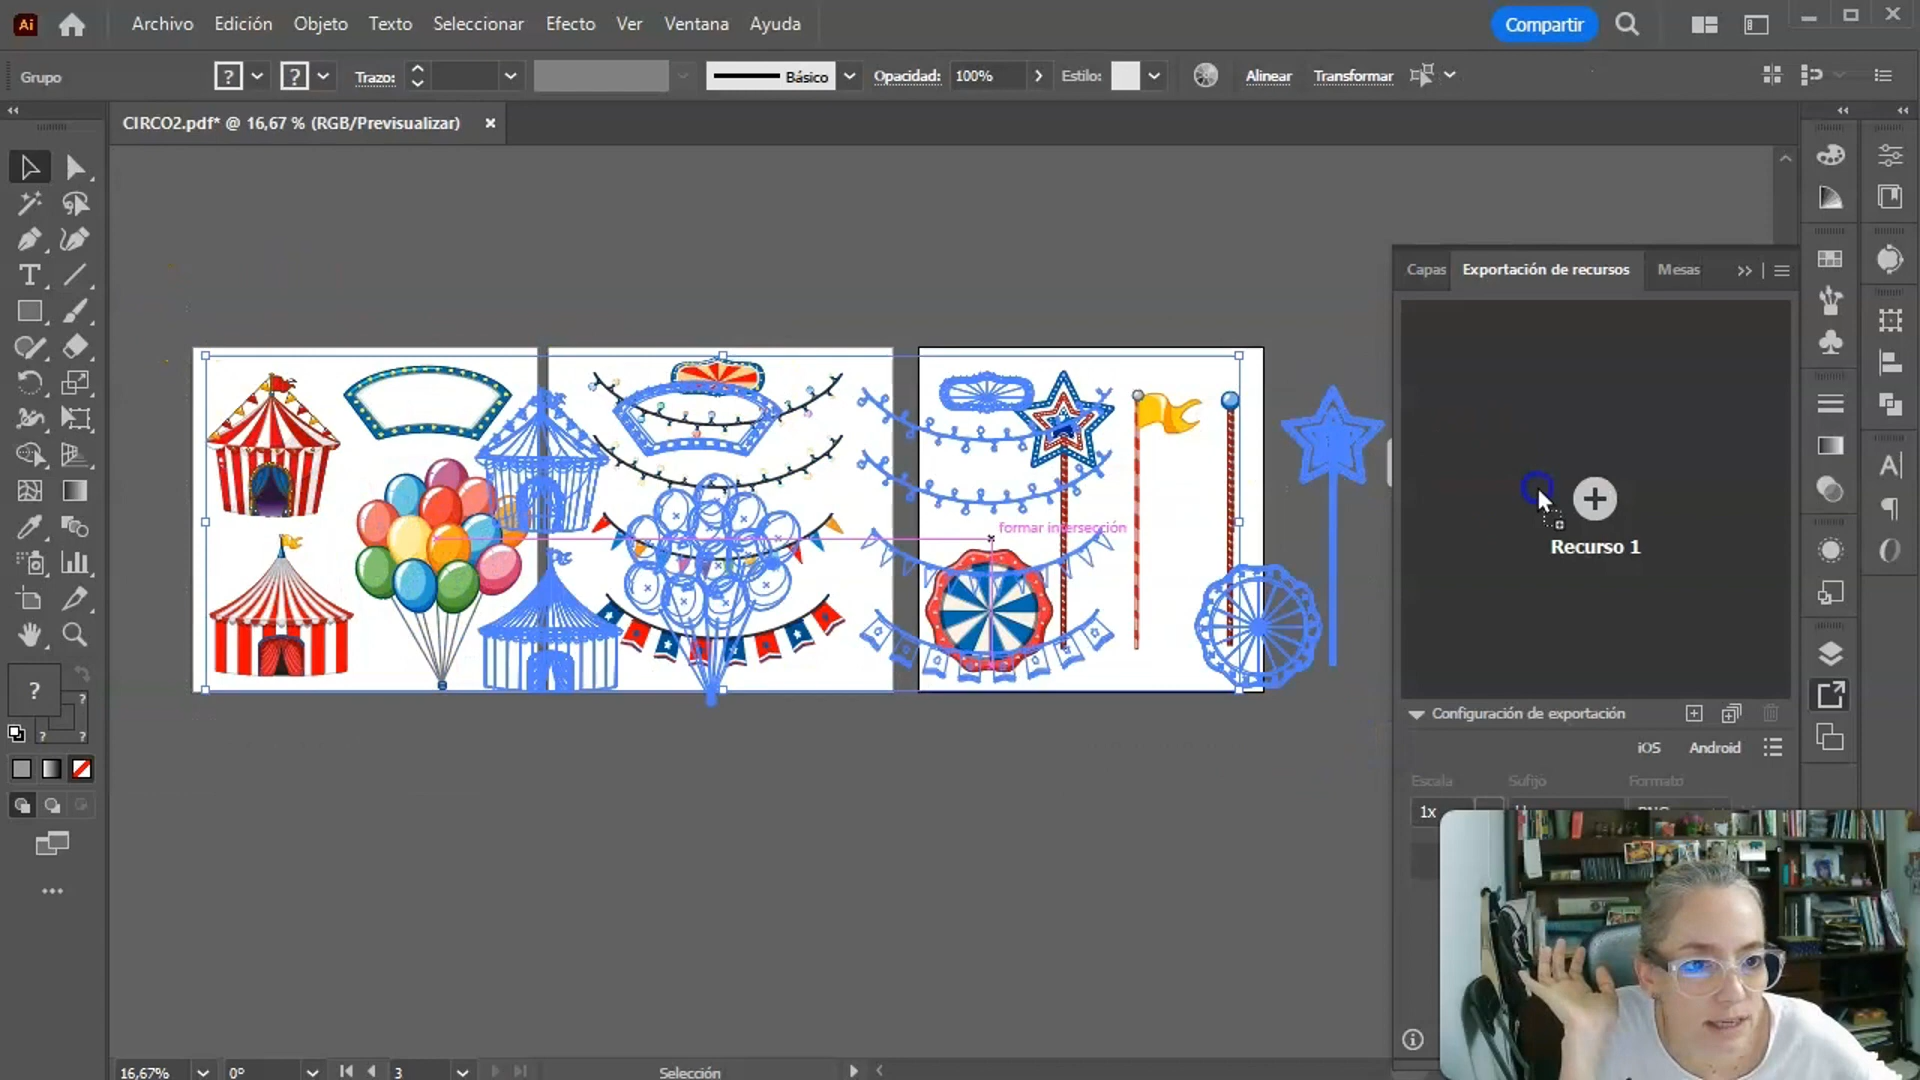 Ai
Archivo Edición Objeto Texto Seleccionar Efecto Ver Ventana Ayuda
Compartir
Grupo
?
?
Trazo:
Básico
Opacidad:
100%
Estilo:
Alinear
Transformar
CIRCO2.pdf* @ 16,67 % (RGB/Previsualizar)
Capas Exportación de recursos Mesas
formar intersección
Recurso 1
Configuración de exportación
iOS Android
Escala Sufijo Formato
1x
?
?
?
?
16,67% 0° 3 Selección